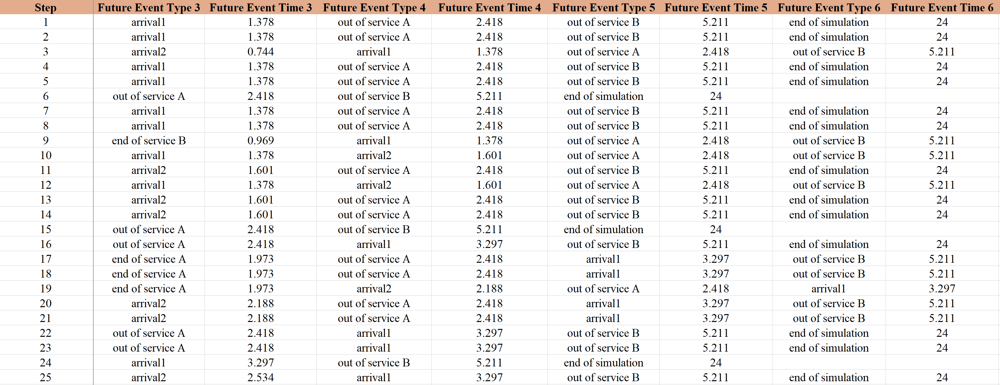 Step Future Event Type 3 Future Event Time 3 Future Event Type 4 Future Event Time 4 Future Event Type 5 Future Event Time 5 Future Event Type 6 Future Event Time 6
1 arrival1 1.378 out of service A 2.418 out of service B 5.211 end of simulation 24
2 arrival1 1.378 out of service A 2.418 out of service B 5.211 end of simulation 24
3 arrival2 0.744 arrival1 1.378 out of service A 2.418 out of service B 5.211
4 arrival1 1.378 out of service A 2.418 out of service B 5.211 end of simulation 24
5 arrival1 1.378 out of service A 2.418 out of service B 5.211 end of simulation 24
6 out of service A 2.418 out of service B 5.211 end of simulation 24
7 arrival1 1.378 out of service A 2.418 out of service B 5.211 end of simulation 24
8 arrival1 1.378 out of service A 2.418 out of service B 5.211 end of simulation 24
9 end of service B 0.969 arrival1 1.378 out of service A 2.418 out of service B 5.211
10 arrival1 1.378 arrival2 1.601 out of service A 2.418 out of service B 5.211
11 arrival2 1.601 out of service A 2.418 out of service B 5.211 end of simulation 24
12 arrival1 1.378 arrival2 1.601 out of service A 2.418 out of service B 5.211
13 arrival2 1.601 out of service A 2.418 out of service B 5.211 end of simulation 24
14 arrival2 1.601 out of service A 2.418 out of service B 5.211 end of simulation 24
15 out of service A 2.418 out of service B 5.211 end of simulation 24
16 out of service A 2.418 arrival1 3.297 out of service B 5.211 end of simulation 24
17 end of service A 1.973 out of service A 2.418 arrival1 3.297 out of service B 5.211
18 end of service A 1.973 out of service A 2.418 arrival1 3.297 out of service B 5.211
19 end of service A 1.973 arrival2 2.188 out of service A 2.418 arrival1 3.297
20 arrival2 2.188 out of service A 2.418 arrival1 3.297 out of service B 5.211
21 arrival2 2.188 out of service A 2.418 arrival1 3.297 out of service B 5.211
22 out of service A 2.418 arrival1 3.297 out of service B 5.211 end of simulation 24
23 out of service A 2.418 arrival1 3.297 out of service B 5.211 end of simulation 24
24 arrival1 3.297 out of service B 5.211 end of simulation 24
25 arrival2 2.534 arrival1 3.297 out of service B 5.211 end of simulation 24